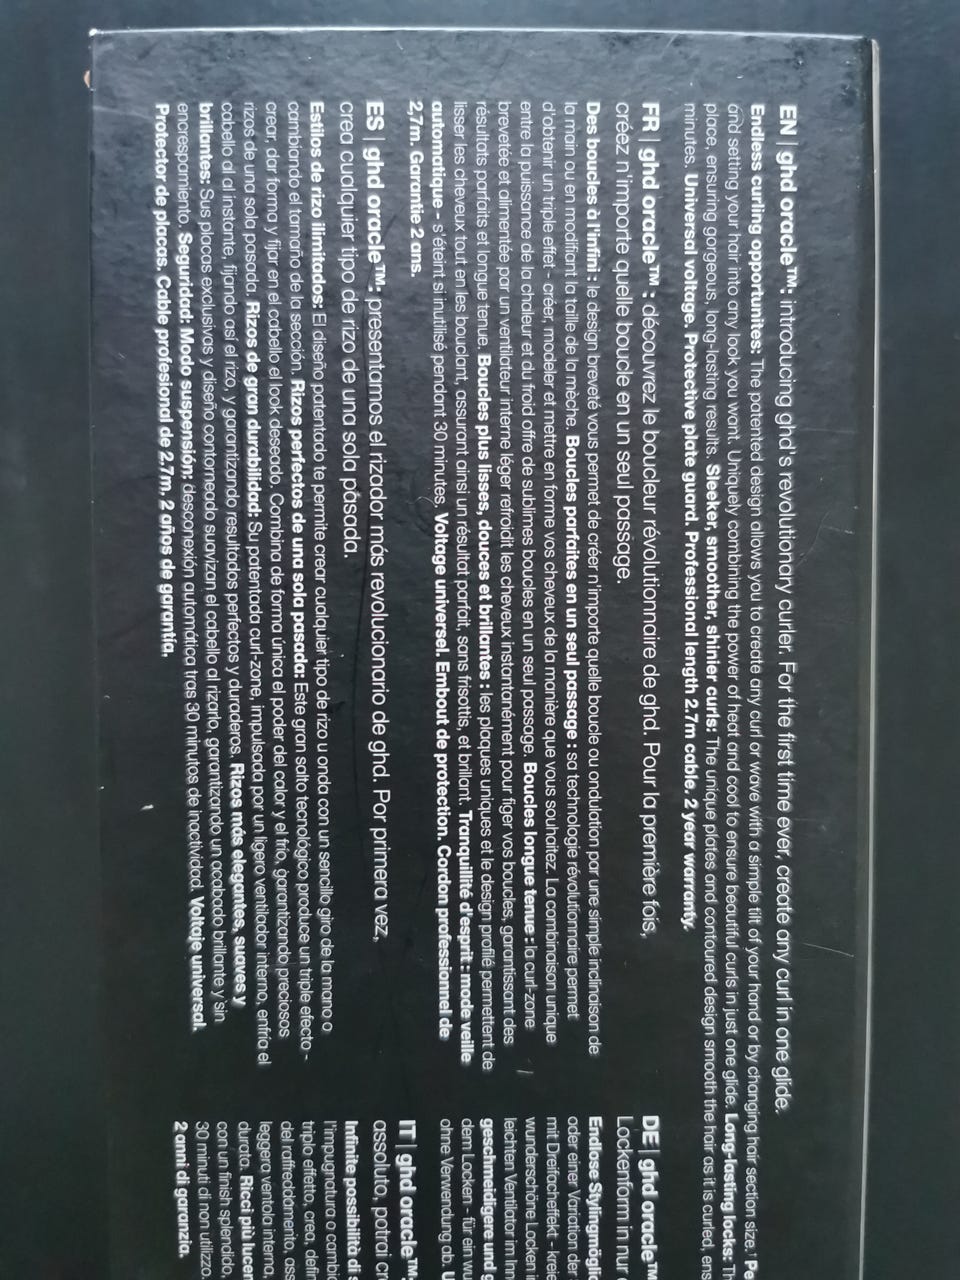 EN | ghd oracle™: introducing ghd's revolutionary curler. For the first time ever, create any curl in one glide.
Endless curling opportunites: The patented design allows you to create any curl or wave with a simple tilt of your hand or by changing hair section size.
and setting your hair into any look you want. Uniquely combining the power of heat and cool to ensure beautiful curls in just one glide. Long-lasting locks:
place, ensuring gorgeous, long-lasting results. Sleeker, smoother, shinier curls: The unique plates and contoured design smooth the hair as it is curled, ens
minutes. Universal voltage. Protective plate guard. Professional length 2.7m cable. 2 year warranty.
FR | ghd oracle™ : découvrez le boucleur révolutionnaire de ghd. Pour la première fois,
créez n'importe quelle boucle en un seul passage.
Des boucles à l'infini : le design breveté vous permet de créer n'importe quelle boucle ou ondulation par une simple inclinaison de
la main ou en modifiant la taille de la mèche. Boucles parfaites en un seul passage : sa technologie révolutionnaire permet
d'obtenir un triple effet - créer, modeler et mettre en forme vos cheveux de la manière que vous souhaitez. La combinaison unique
entre la puissance de la chaleur et du froid offre de sublimes boucles en un seul passage. Boucles longue tenue : la curl-zone
brevetée et alimentée par un ventilateur interne léger refroidit les cheveux instantanément pour figer vos boucles, garantissant des
résultats parfaits et longue tenue. Boucles plus lisses, douces et brillantes : les plaques uniques et le design profilé permettent de
lisser les cheveux tout en les bouclant, assurant ainsi un résultat parfait, sans frisottis, et brillant. Tranquillité d'esprit : mode veille
automatique - s'éteint si inutilisé pendant 30 minutes. Voltage universel. Embout de protection. Cordon professionnel de
2,7m. Garantie 2 ans.
ES | ghd oracle™: presentamos el rizador más revolucionario de ghd. Por primera vez,
crea cualquier tipo de rizo de una sola pasada.
Estilos de rizo ilimitados: El diseño patentado te permite crear cualquier tipo de rizo u onda con un sencillo giro de la mano o
cambiando el tamaño de la sección. Rizos perfectos de una sola pasada: Este gran salto tecnológico produce un triple efecto -
crear, dar forma y fijar en el cabello el look deseado. Combina de forma única el poder del calor y el frío, garantizando preciosos
rizos de una sola pasada. Rizos de gran durabilidad: Su patentada curl-zone, impulsada por un ligero ventilador interno, enfría el
cabello al al instante, fijando así el rizo, y garantizando resultados perfectos y duraderos. Rizos más elegantes, suaves y
brillantes: Sus placas exclusivas y diseño contorneado suavizan el cabello al rizarlo, garantizando un acabado brillante y sin
encrespamiento. Seguridad: Modo suspensión: desconexión automática tras 30 minutos de inactividad. Voltaje universal.
Protector de placas. Cable profesional de 2.7m. 2 años de garantía.
DE | ghd oracle™
Lockenform in nur
Endlose Stylingmöglic
oder einer Variation der
mit Dreifacheffekt - kreie
wunderschöne Locken i
leichten Ventilator im Inn
geschmeidigere und g
dem Locken - für ein wu
ohne Verwendung ab. U
IT | ghd oracle™:
assoluto, potrai cr
Infinite possibilità di s
l'impugnatura o cambia
triplo effetto, crea, defin
del raffreddamento, ass
leggera ventola interna,
durata. Ricci più lucen
con un finish splendido,
30 minuti di non utilizzo.
2 anni di garanzia.